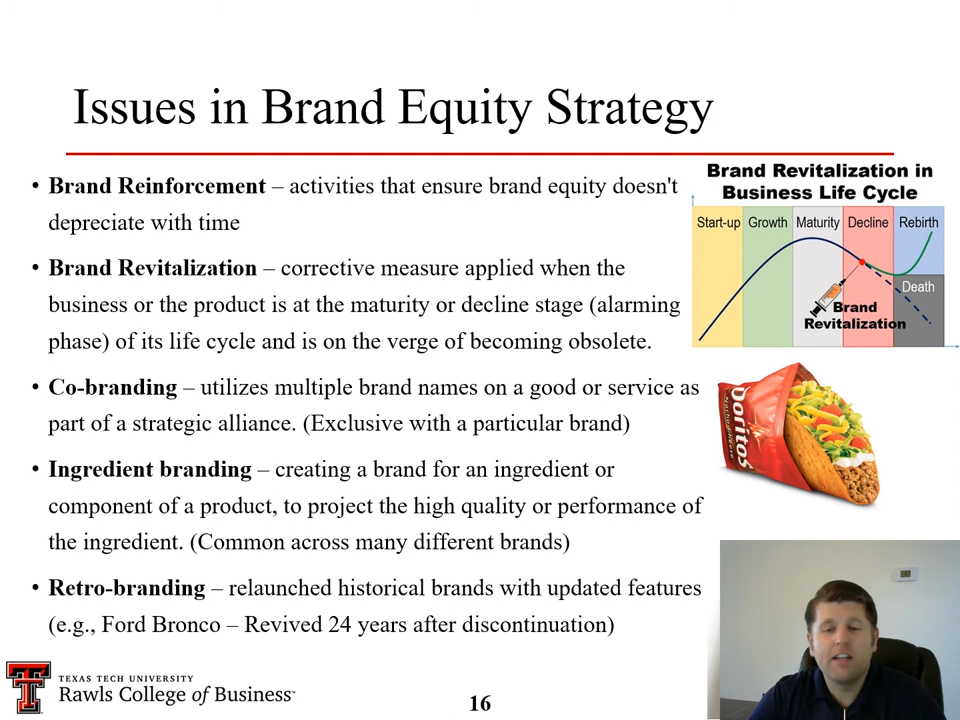 Issues in Brand Equity Strategy
• Brand Reinforcement – activities that ensure brand equity doesn't
depreciate with time
• Brand Revitalization – corrective measure applied when the
business or the product is at the maturity or decline stage (alarming
phase) of its life cycle and is on the verge of becoming obsolete.
• Co-branding – utilizes multiple brand names on a good or service as
part of a strategic alliance. (Exclusive with a particular brand)
• Ingredient branding – creating a brand for an ingredient or
component of a product, to project the high quality or performance of
the ingredient. (Common across many different brands)
• Retro-branding – relaunched historical brands with updated features
(e.g., Ford Bronco – Revived 24 years after discontinuation)
Brand Revitalization in
Business Life Cycle
Start-up Growth Maturity Decline Rebirth
Death
Brand
Revitalization
Doritos
TEXAS TECH UNIVERSITY
Rawls College of Business
16